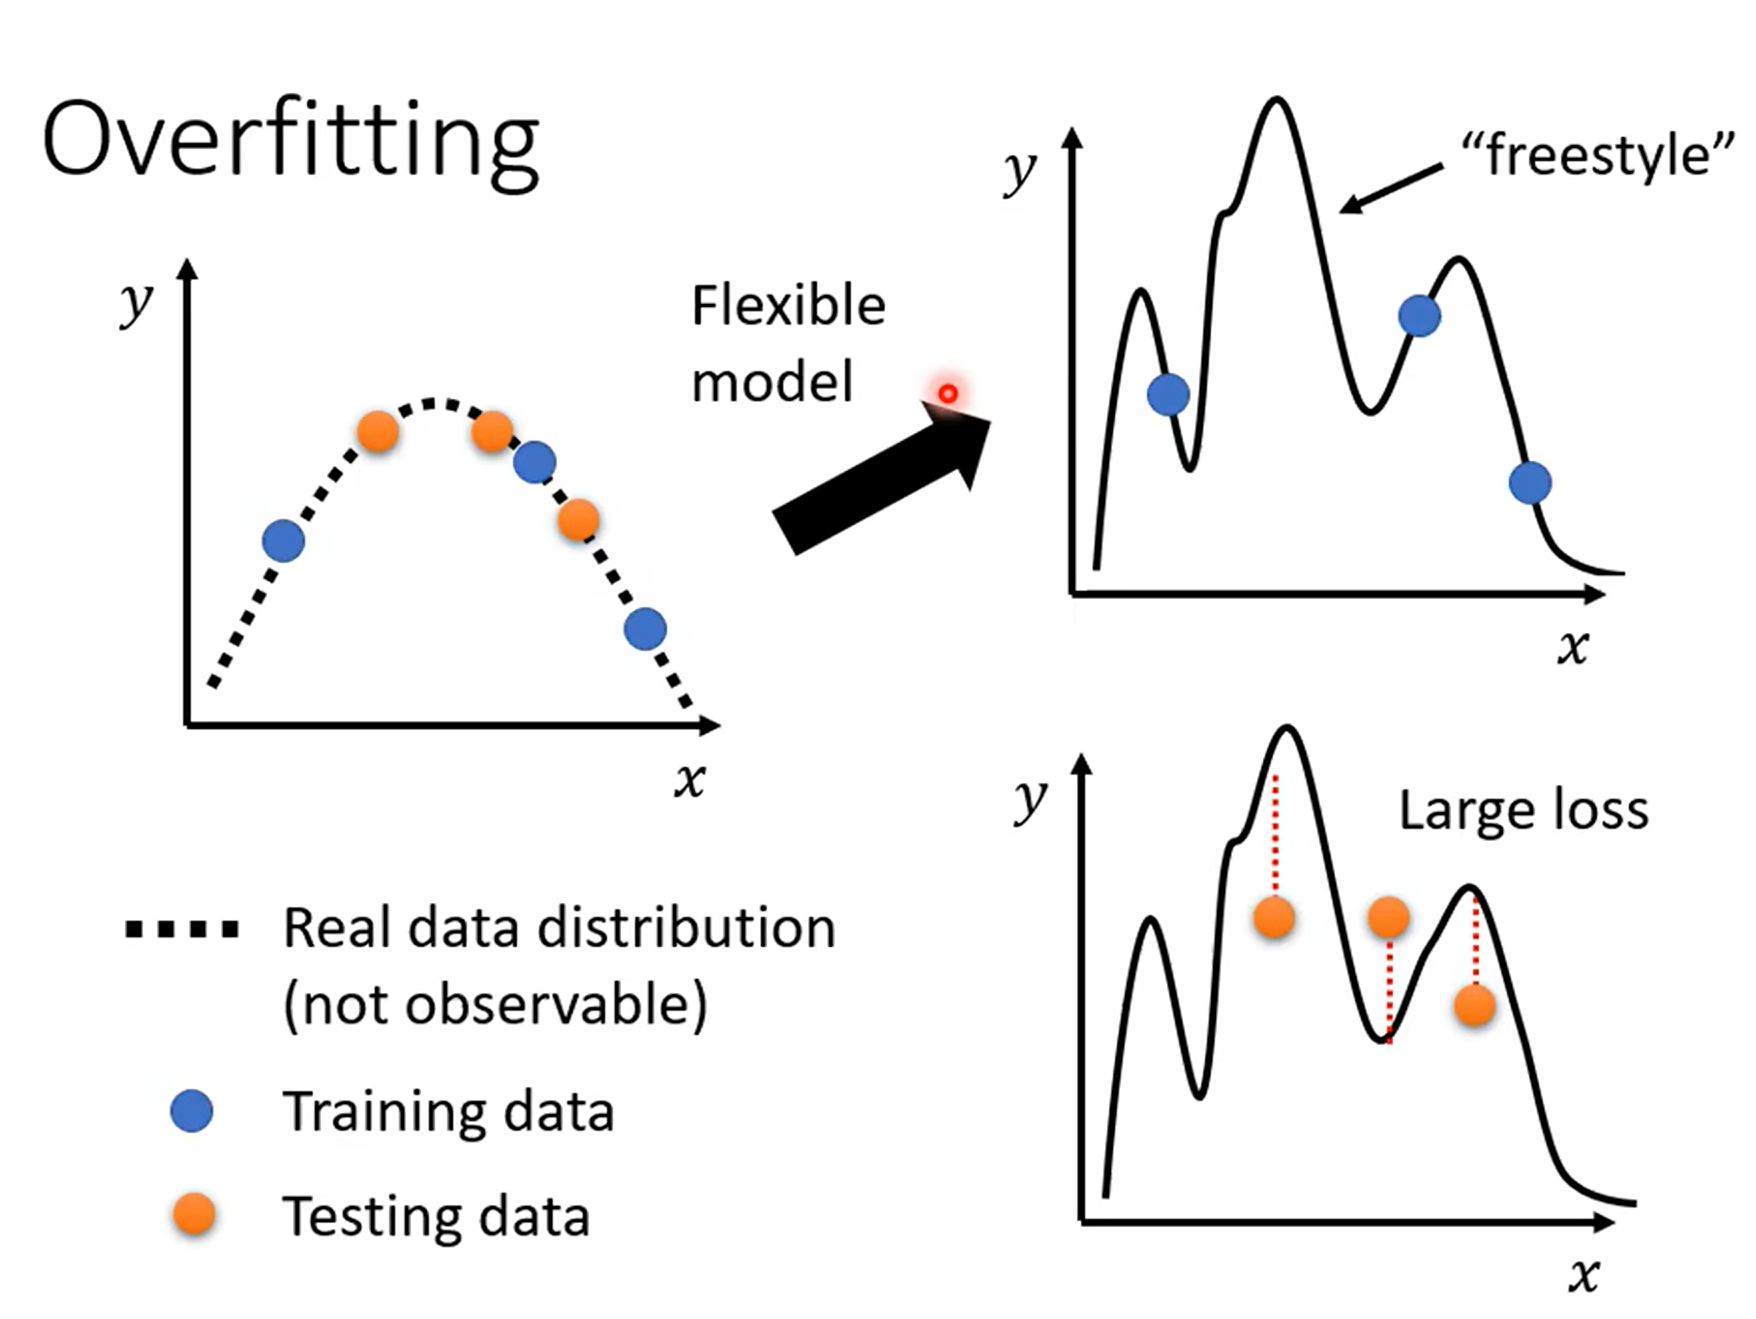 Overfitting
y
x
Flexible
model
y
"freestyle"
x
y
Large loss
x
Real data distribution
(not observable)
Training data
Testing data